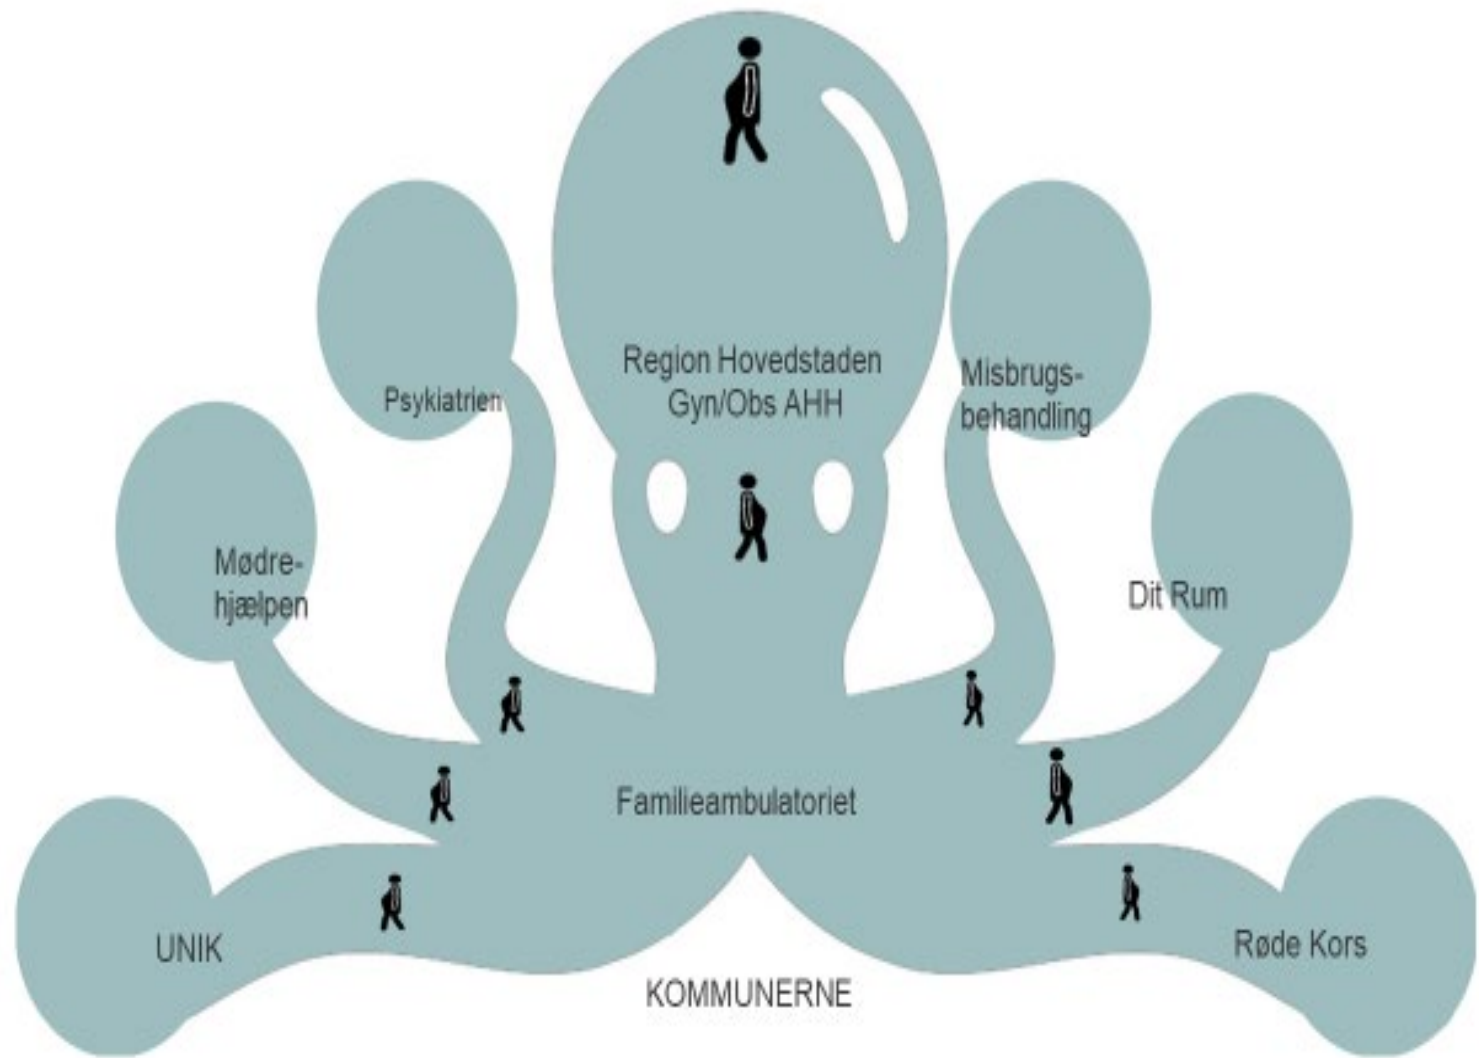 Region Hovedstaden
Gyn/Obs AHH
Psykiatrien
Misbrugs-
behandling
Mødre-
hjælpen
Dit Rum
Familieambulatoriet
UNIK
Røde Kors
KOMMUNERNE